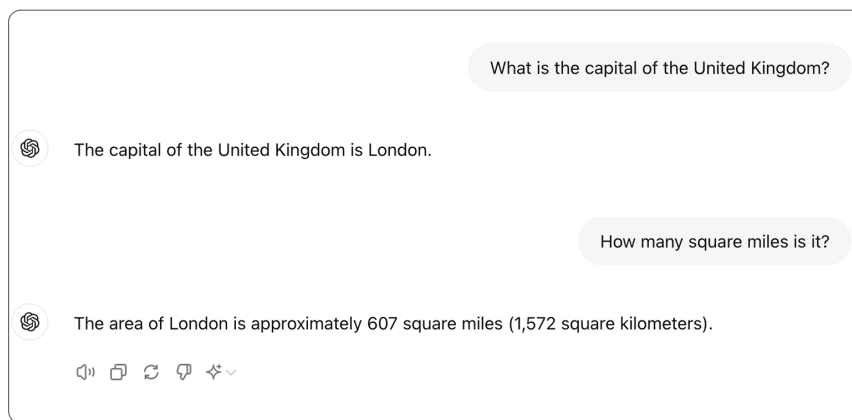 What is the capital of the United Kingdom?
The capital of the United Kingdom is London.
How many square miles is it?
The area of London is approximately 607 square miles (1,572 square kilometers).